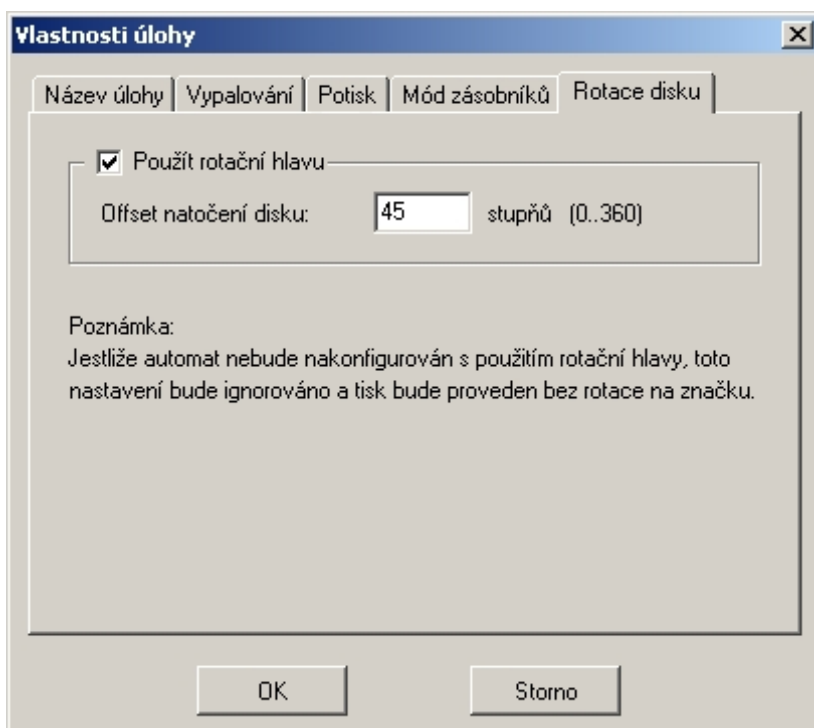 Vlastnosti úlohy
Název úlohy Vypalování Potisk Mód zásobníků Rotace disku
Použít rotační hlavu
Offset natočení disku: 45 stupňů (0..360)
Poznámka:
Jestliže automat nebude nakonfigurován s použitím rotační hlavy, toto
nastavení bude ignorováno a tisk bude proveden bez rotace na značku.
OK Storno